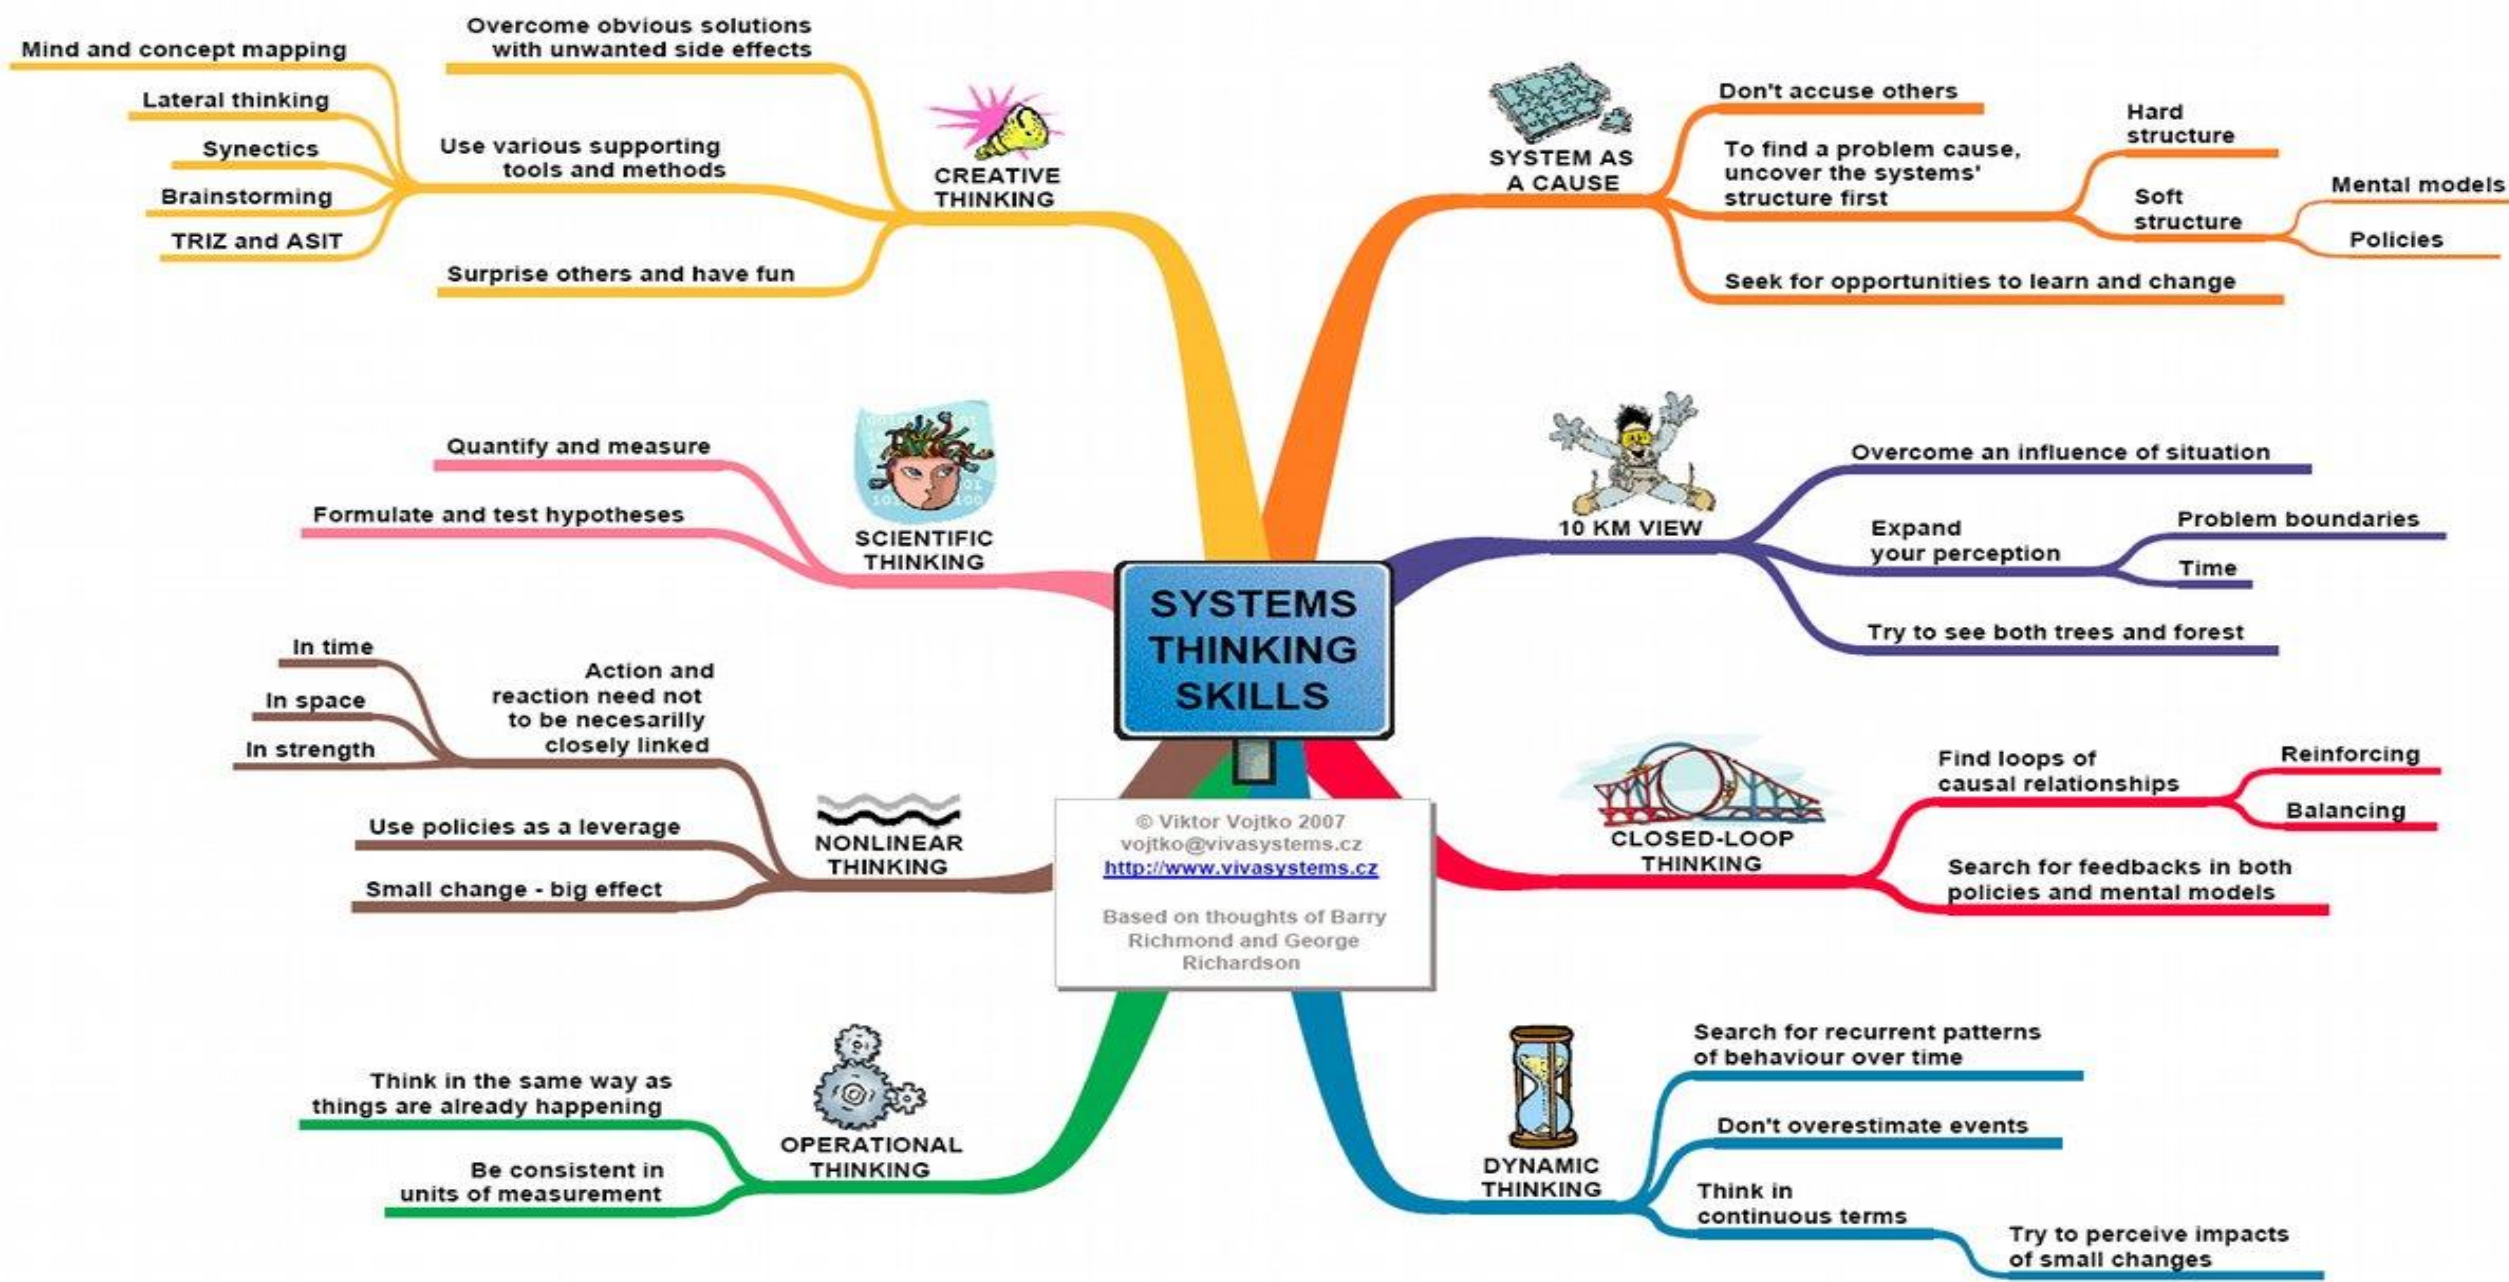 SYSTEMS
THINKING
SKILLS
© Viktor Vojtko 2007
vojtko@vivasystems.cz
http://www.vivasystems.cz
Based on thoughts of Barry
Richmond and George
Richardson
CREATIVE
THINKING
Overcome obvious solutions
with unwanted side effects
Use various supporting
tools and methods
Mind and concept mapping
Lateral thinking
Synectics
Brainstorming
TRIZ and ASIT
Surprise others and have fun
SCIENTIFIC
THINKING
Quantify and measure
Formulate and test hypotheses
NONLINEAR
THINKING
Action and
reaction need not
to be necesarilly
closely linked
In time
In space
In strength
Use policies as a leverage
Small change - big effect
OPERATIONAL
THINKING
Think in the same way as
things are already happening
Be consistent in
units of measurement
SYSTEM AS
A CAUSE
Don't accuse others
To find a problem cause,
uncover the systems'
structure first
Hard
structure
Soft
structure
Mental models
Policies
Seek for opportunities to learn and change
10 KM VIEW
Overcome an influence of situation
Expand
your perception
Problem boundaries
Time
Try to see both trees and forest
CLOSED-LOOP
THINKING
Find loops of
causal relationships
Reinforcing
Balancing
Search for feedbacks in both
policies and mental models
DYNAMIC
THINKING
Search for recurrent patterns
of behaviour over time
Don't overestimate events
Think in
continuous terms
Try to perceive impacts
of small changes